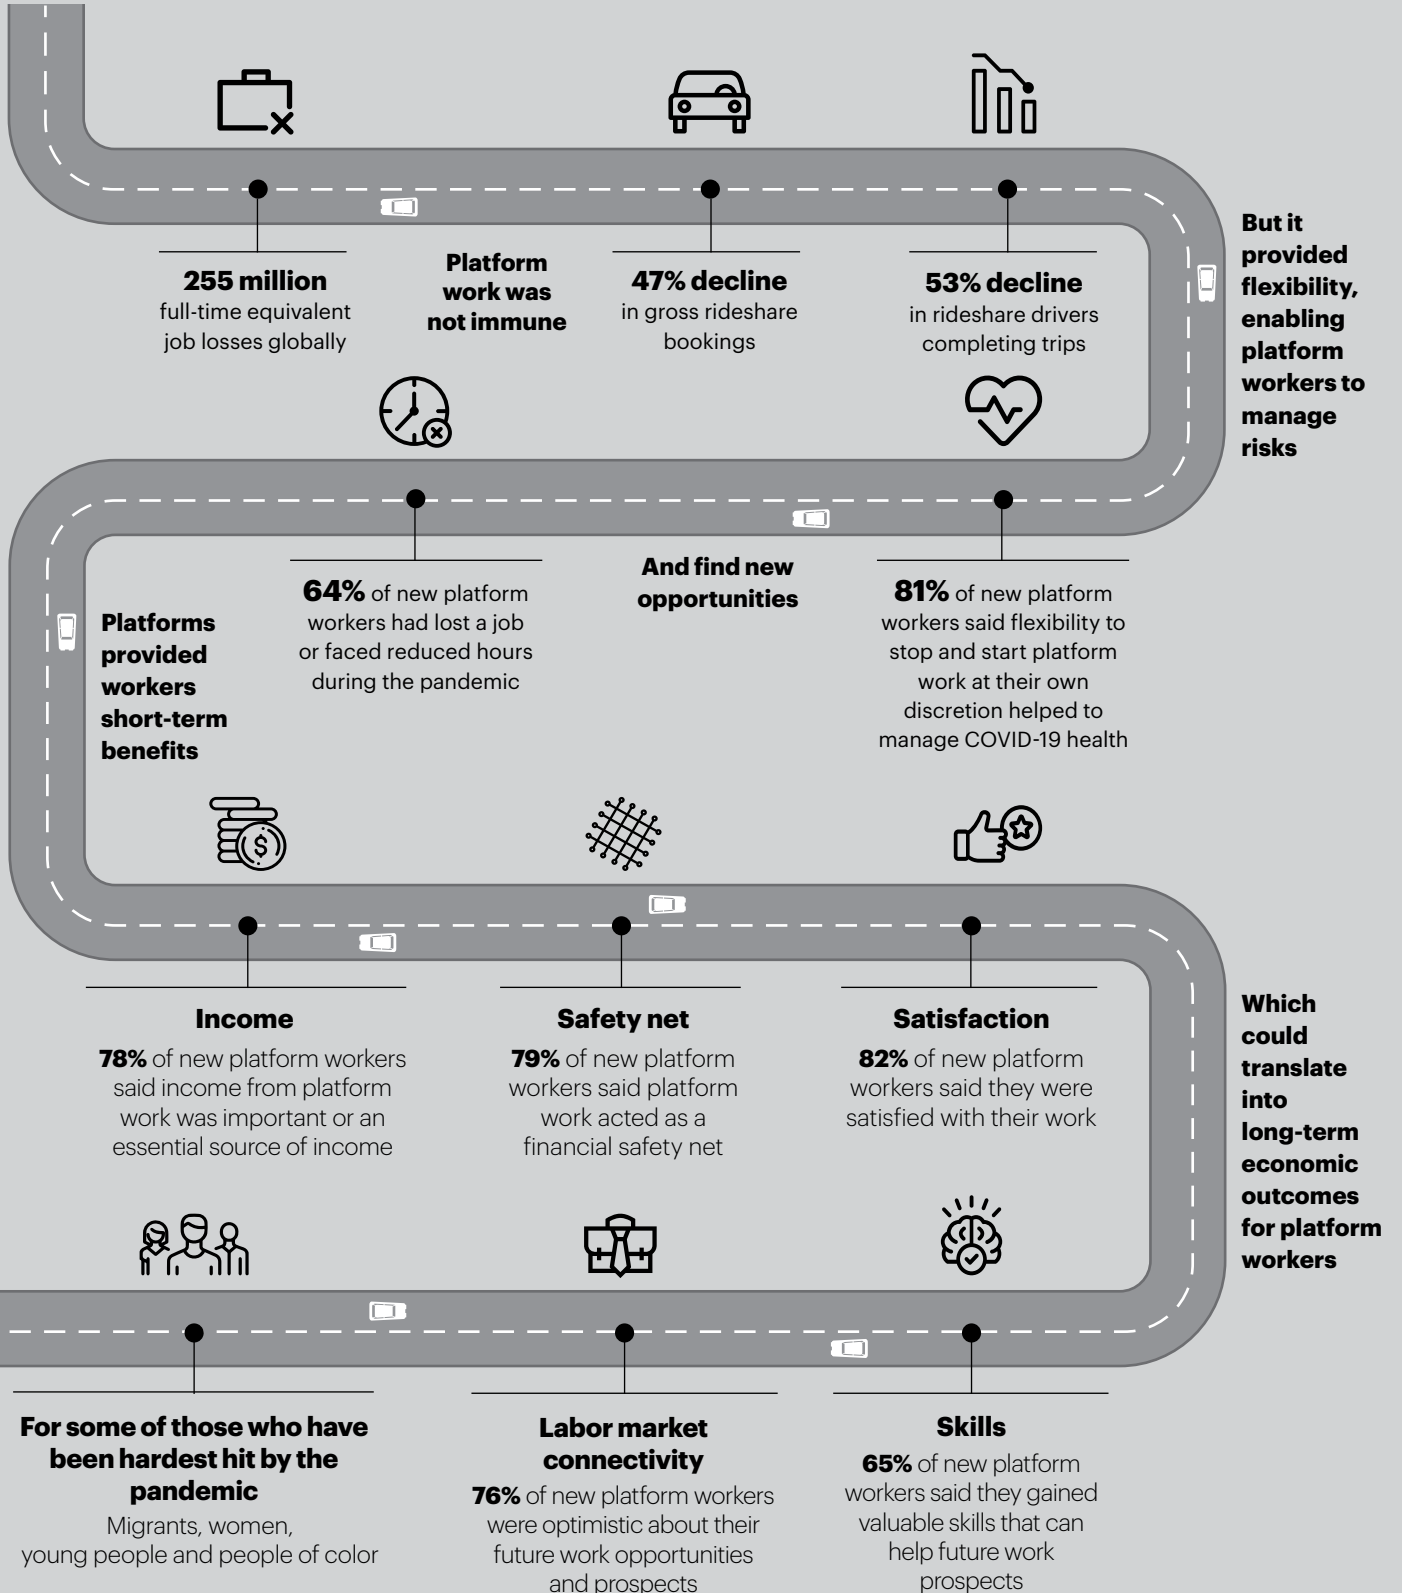 255 million
full-time equivalent
job losses globally
Platform
work was
not immune
47% decline
in gross rideshare
bookings
53% decline
in rideshare drivers
completing trips
But it
provided
flexibility,
enabling
platform
workers to
manage
risks
81% of new platform
workers said flexibility to
stop and start platform
work at their own
discretion helped to
manage COVID-19 health
And find new
opportunities
64% of new platform
workers had lost a job
or faced reduced hours
during the pandemic
Platforms
provided
workers
short-term
benefits
Income
78% of new platform workers
said income from platform
work was important or an
essential source of income
Safety net
79% of new platform
workers said platform
work acted as a
financial safety net
Satisfaction
82% of new platform
workers said they were
satisfied with their work
Which
could
translate
into
long-term
economic
outcomes
for platform
workers
Skills
65% of new platform
workers said they gained
valuable skills that can
help future work
prospects
Labor market
connectivity
76% of new platform workers
were optimistic about their
future work opportunities
and prospects
For some of those who have
been hardest hit by the
pandemic
Migrants, women,
young people and people of color